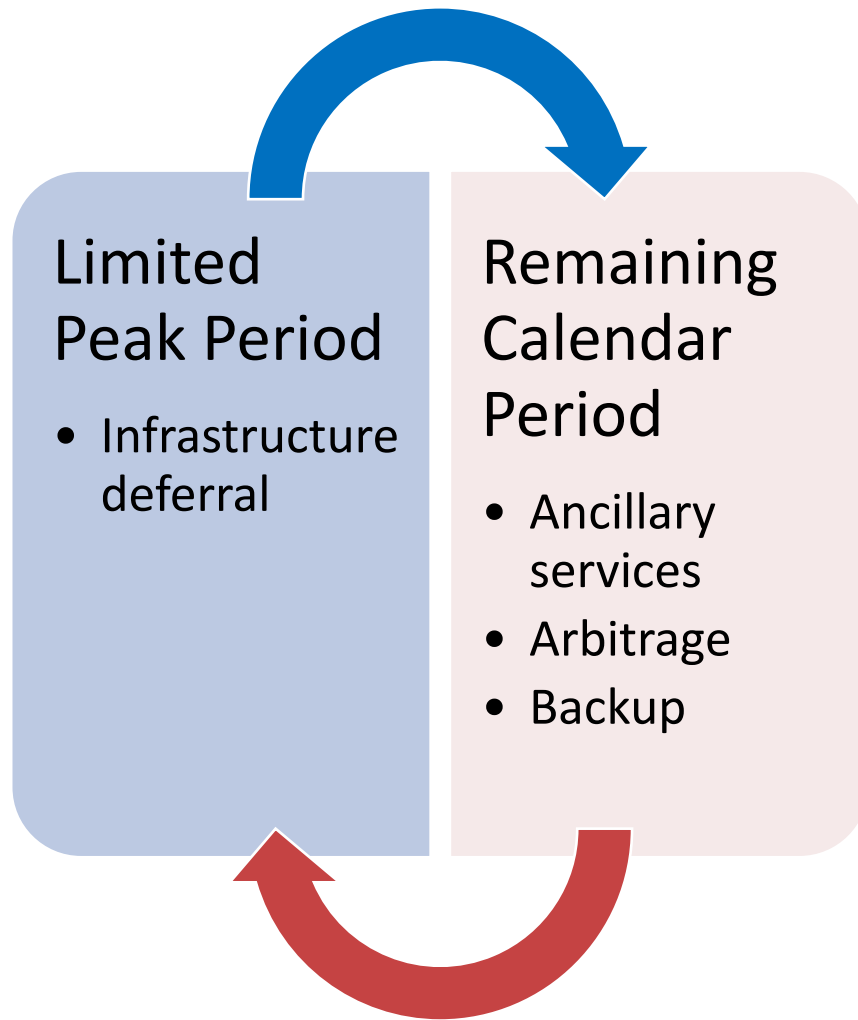 Limited
Peak Period
• Infrastructure
deferral
Remaining
Calendar
Period
• Ancillary
services
• Arbitrage
• Backup